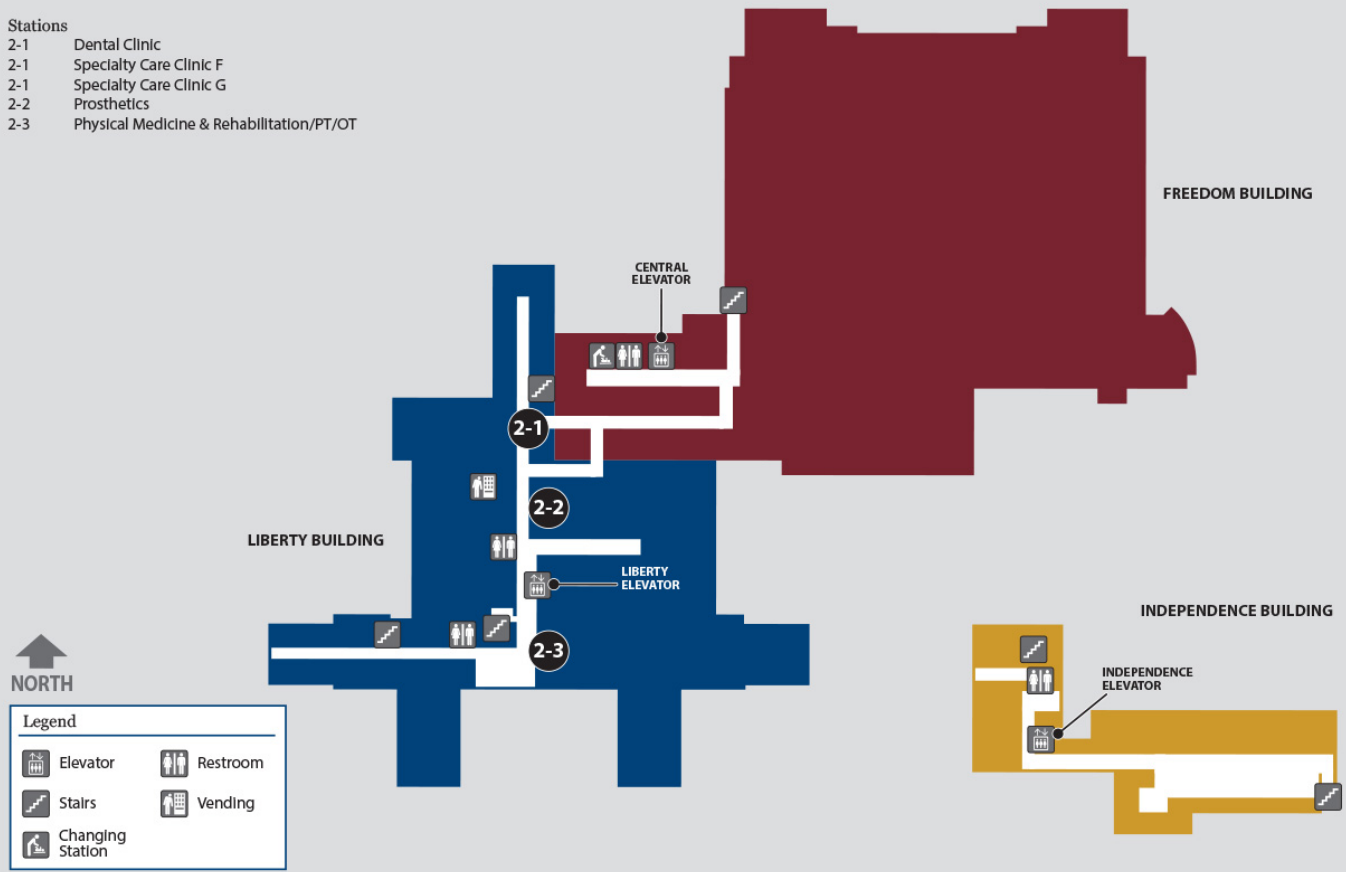 Stations
2-1 Dental Clinic
2-1 Specialty Care Clinic F
2-1 Specialty Care Clinic G
2-2 Prosthetics
2-3 Physical Medicine & Rehabilitation/PT/OT
FREEDOM BUILDING
CENTRAL
ELEVATOR
2-1
2-2
LIBERTY BUILDING
LIBERTY
ELEVATOR
INDEPENDENCE BUILDING
2-3
INDEPENDENCE
ELEVATOR
NORTH
Legend
Elevator
Restroom
Stairs
Vending
Changing
Station